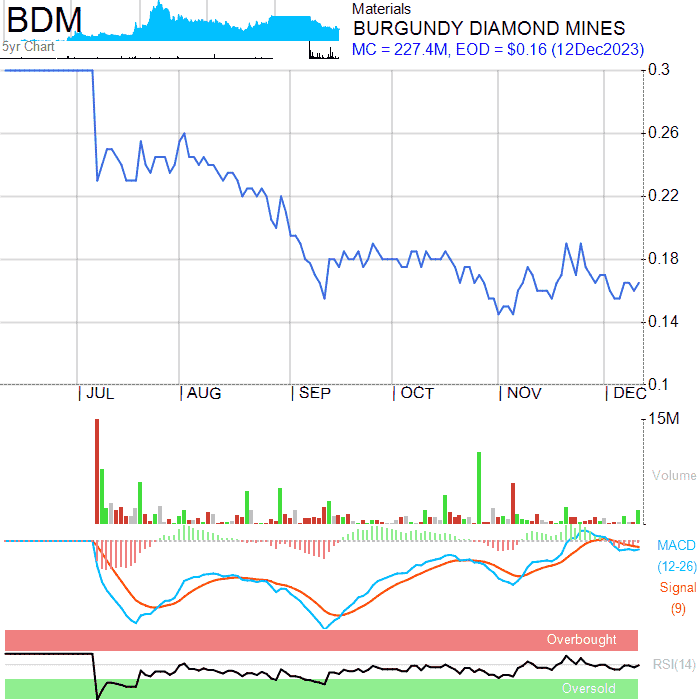 BDM
5yr Chart
Materials
BURGUNDY DIAMOND MINES
MC = 227.4M, EOD = $0.16 (12Dec2023)
0.3
0.26
0.22
0.18
0.14
0.1
JUL AUG SEP OCT NOV DEC
15M
Volume
MACD
(12-26)
Signal
(9)
Overbought
RSI(14)
Oversold